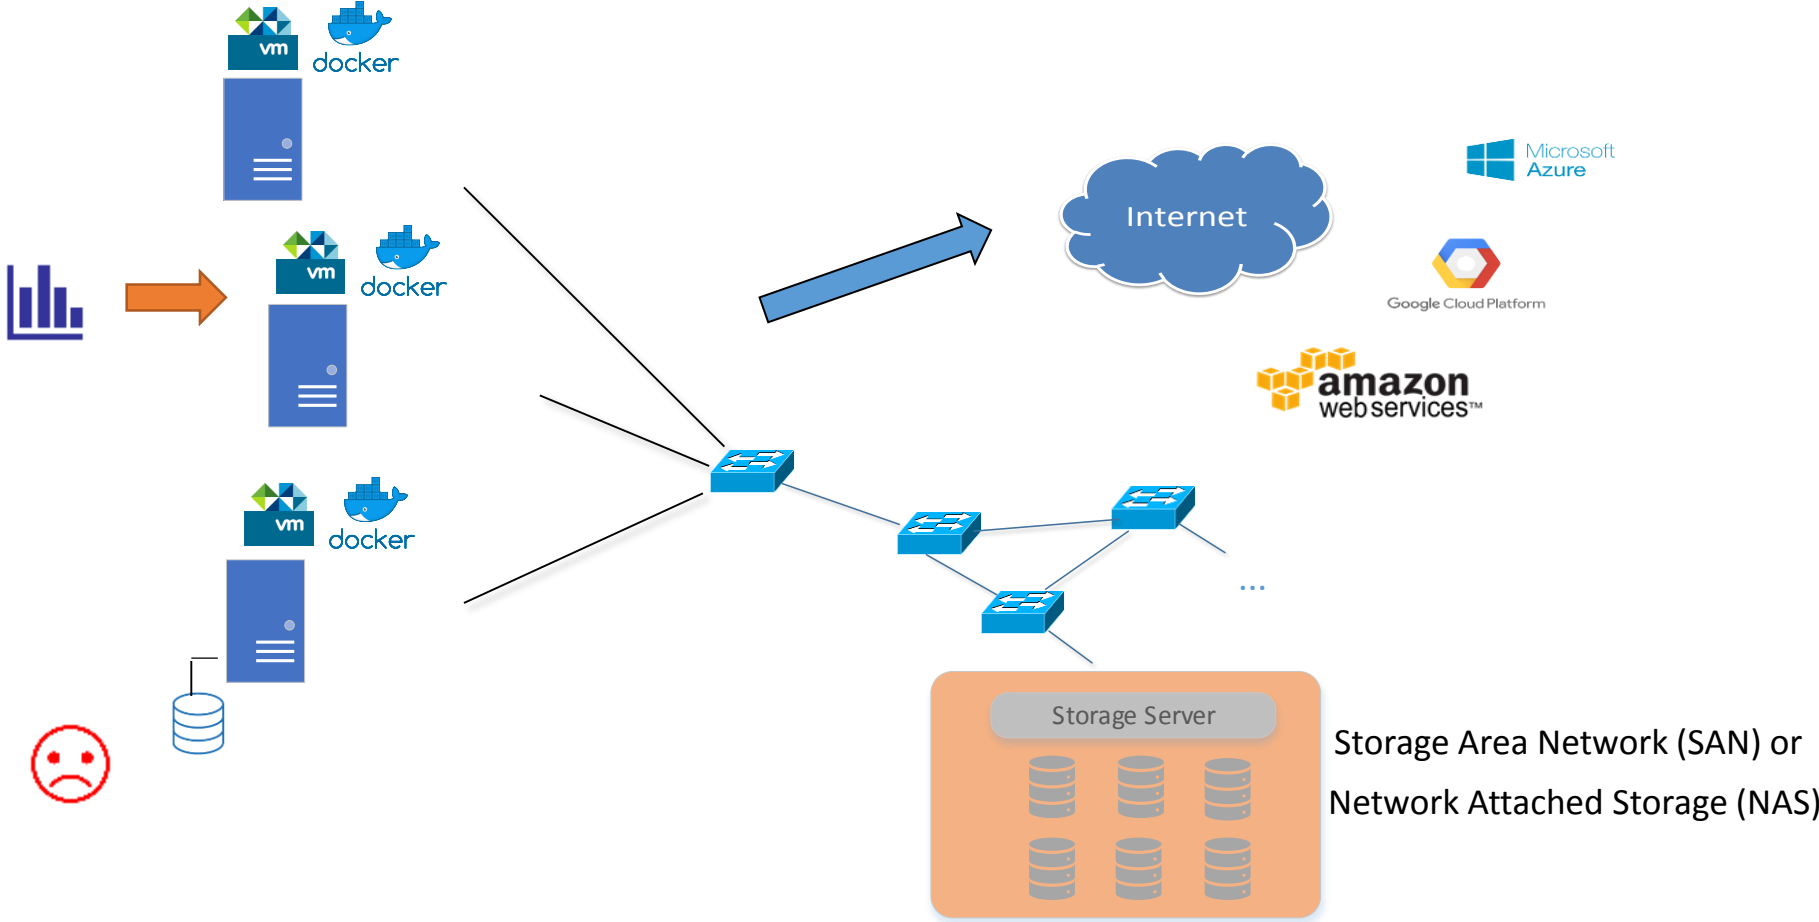 vm
docker
vm
docker
vm
docker
Internet
Microsoft
Azure
Google Cloud Platform
amazon
web services™
...
Storage Server
Storage Area Network (SAN) or
Network Attached Storage (NAS)